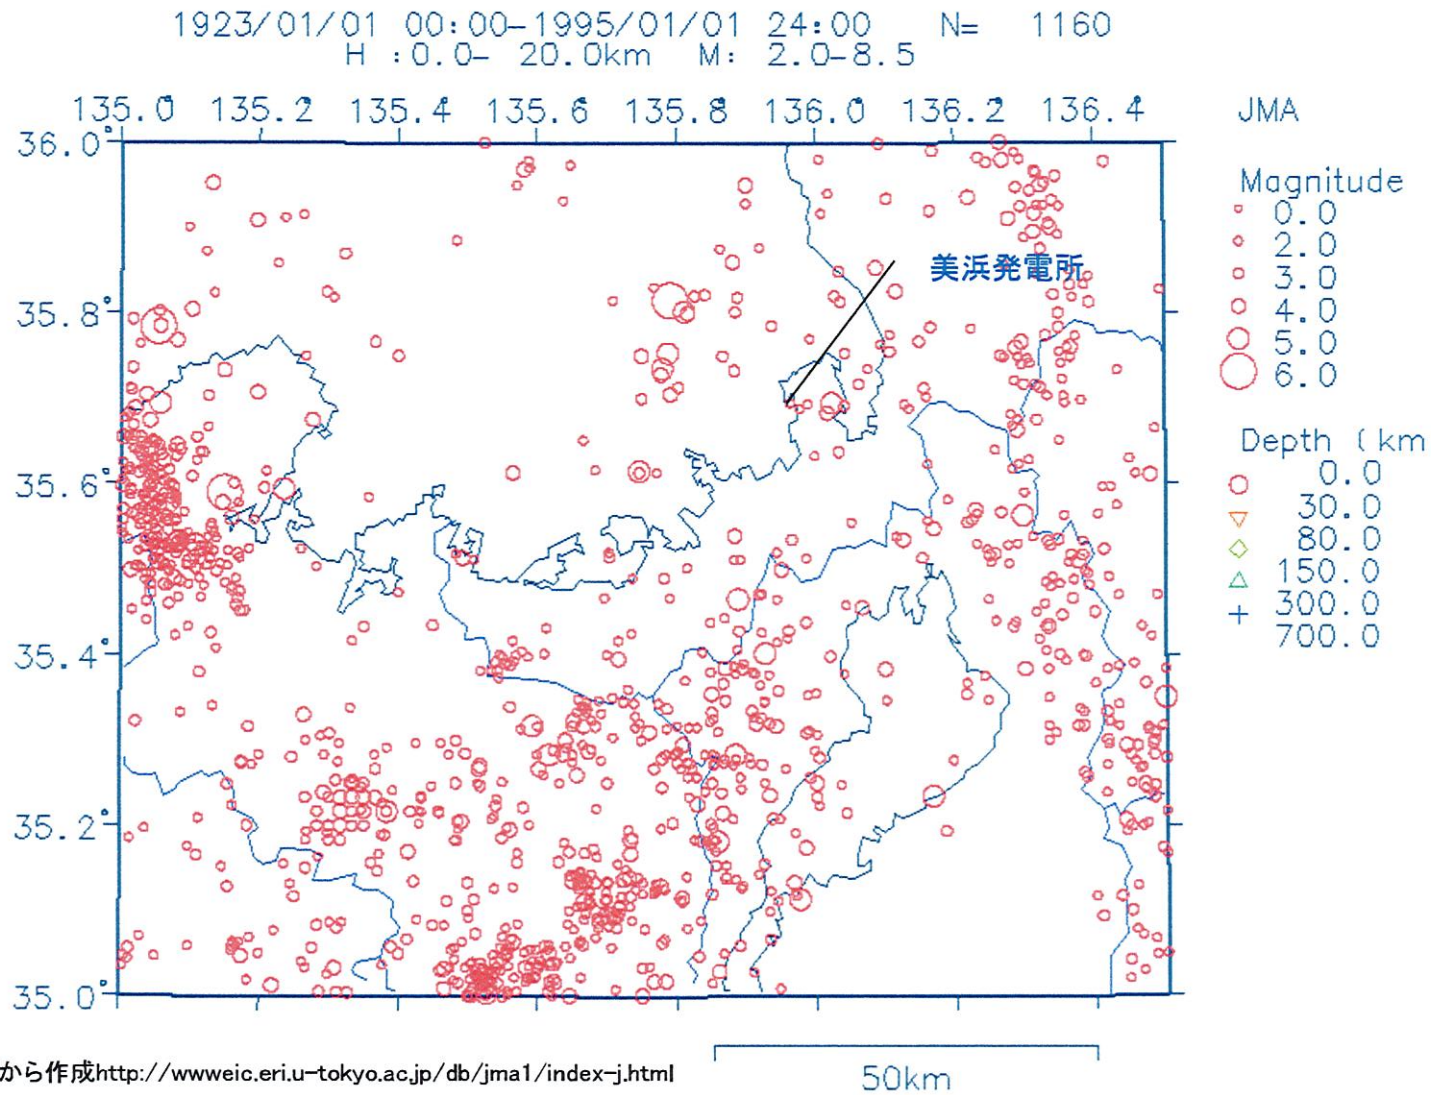 1923/01/01 00:00-1995/01/01 24:00 N= 1160
H :0.0- 20.0km M: 2.0-8.5
135.0° 135.2° 135.4° 135.6° 135.8° 136.0° 136.2° 136.4°
JMA
36.0°
35.8°
35.6°
35.4°
35.2°
35.0°
美浜発電所
Magnitude
0.0
2.0
3.0
4.0
5.0
6.0
Depth (km
0.0
30.0
80.0
150.0
300.0
700.0
50km
から作成http://wwweic.eri.u-tokyo.ac.jp/db/jma1/index-j.html